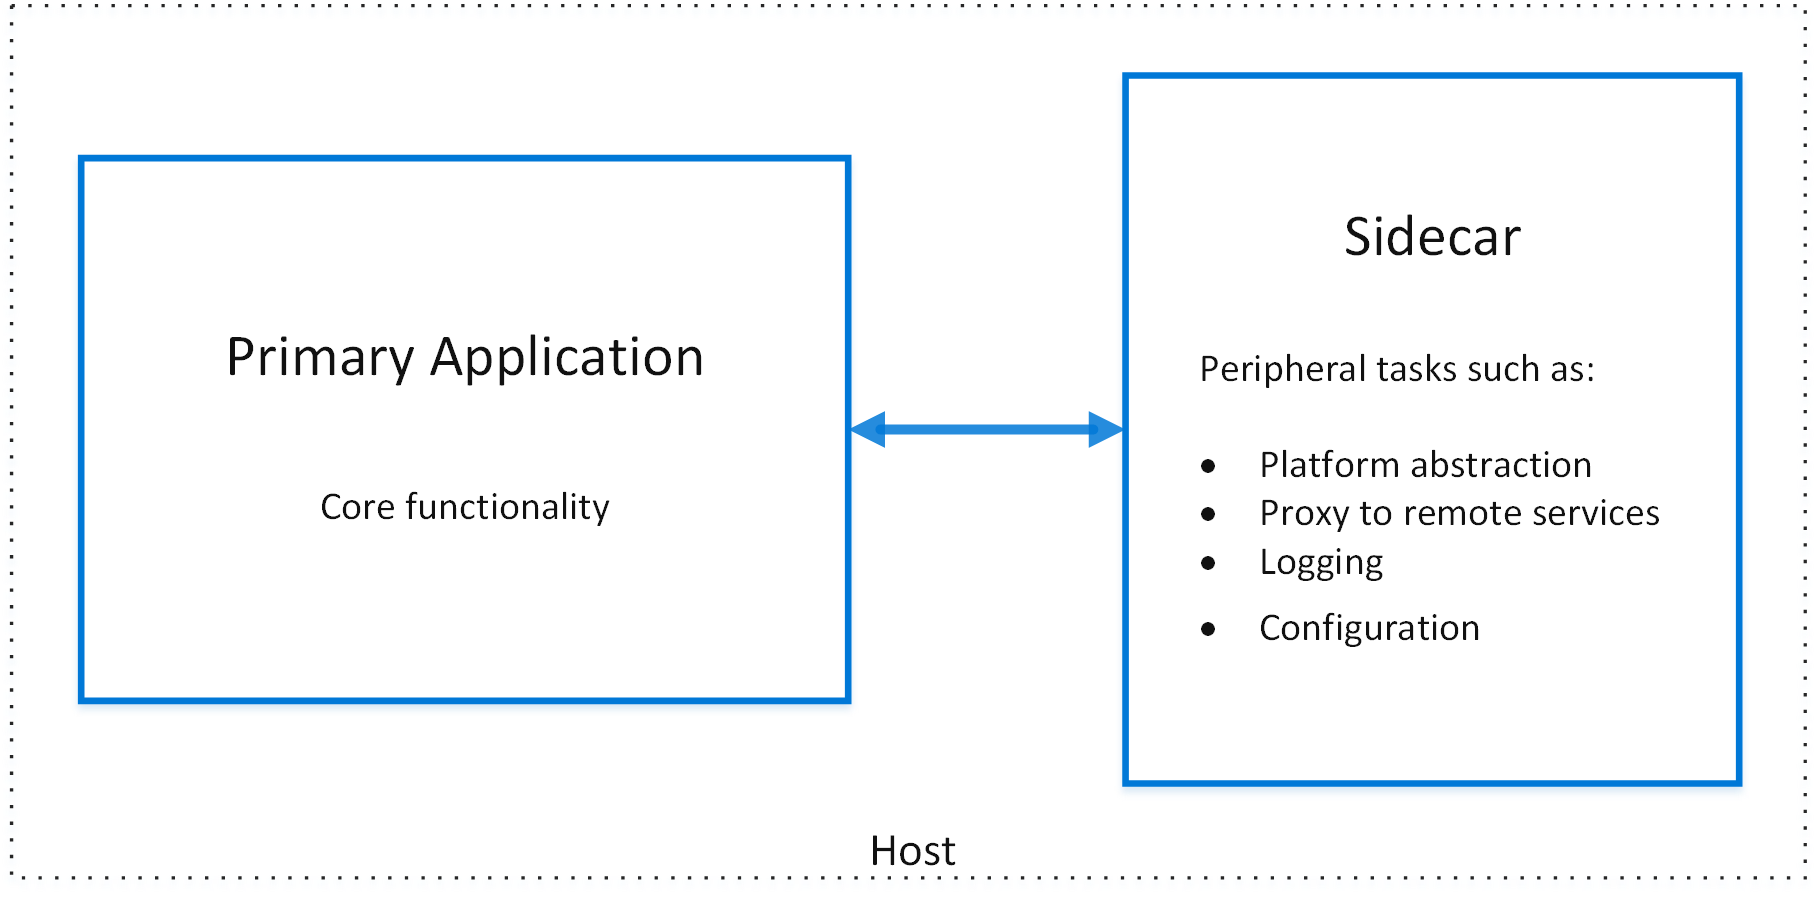 Primary Application
Core functionality
Sidecar
Peripheral tasks such as:
● Platform abstraction
● Proxy to remote services
● Logging
● Configuration
Host